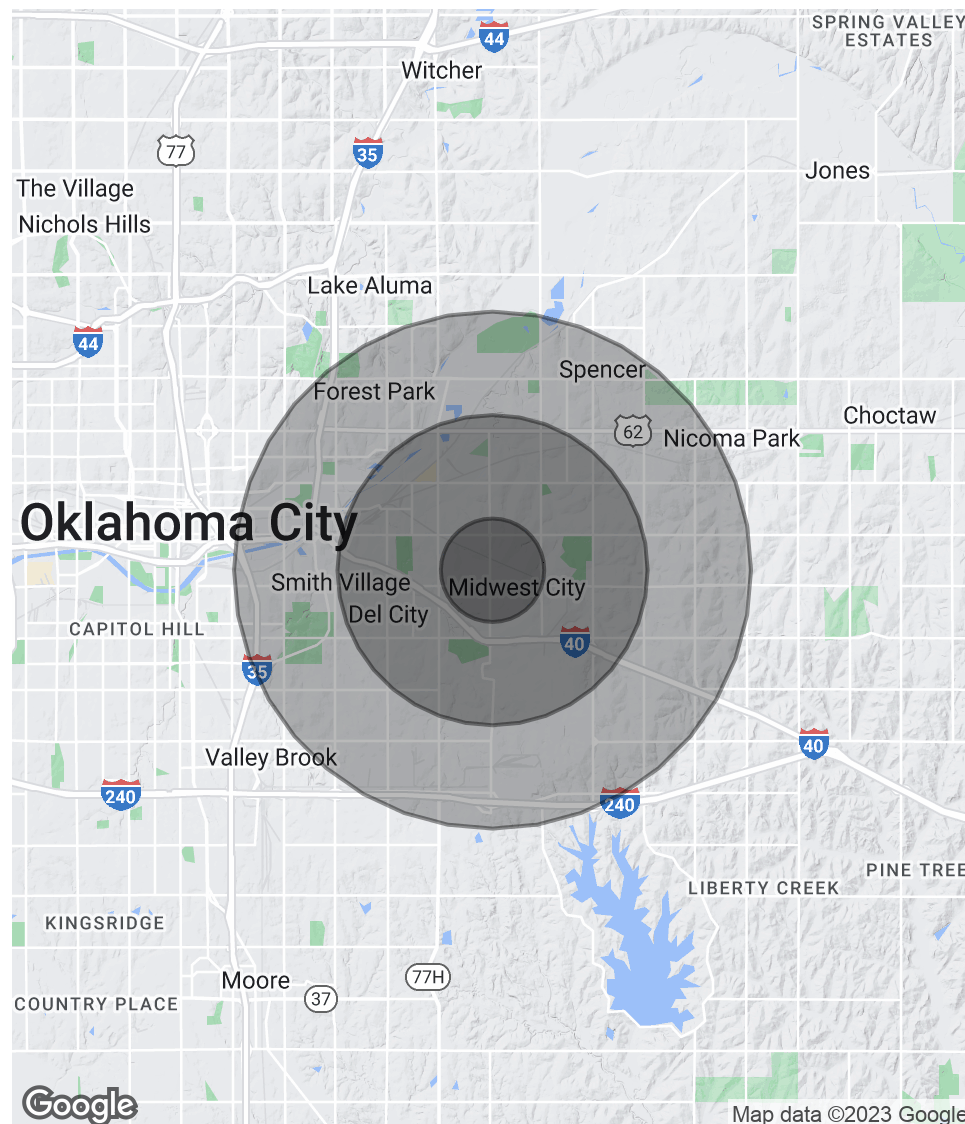 SPRING VALLEY
ESTATES
44
Witcher
77
35
Jones
The Village
Nichols Hills
Lake Aluma
44
Spencer
Forest Park
Choctaw
62
Nicoma Park
Oklahoma City
Smith Village
Midwest City
Del City
CAPITOL HILL
40
35
40
Valley Brook
240
240
PINE TREE
LIBERTY CREEK
KINGSRIDGE
77H
Moore
37
COUNTRY PLACE
Google
Map data ©2023 Google